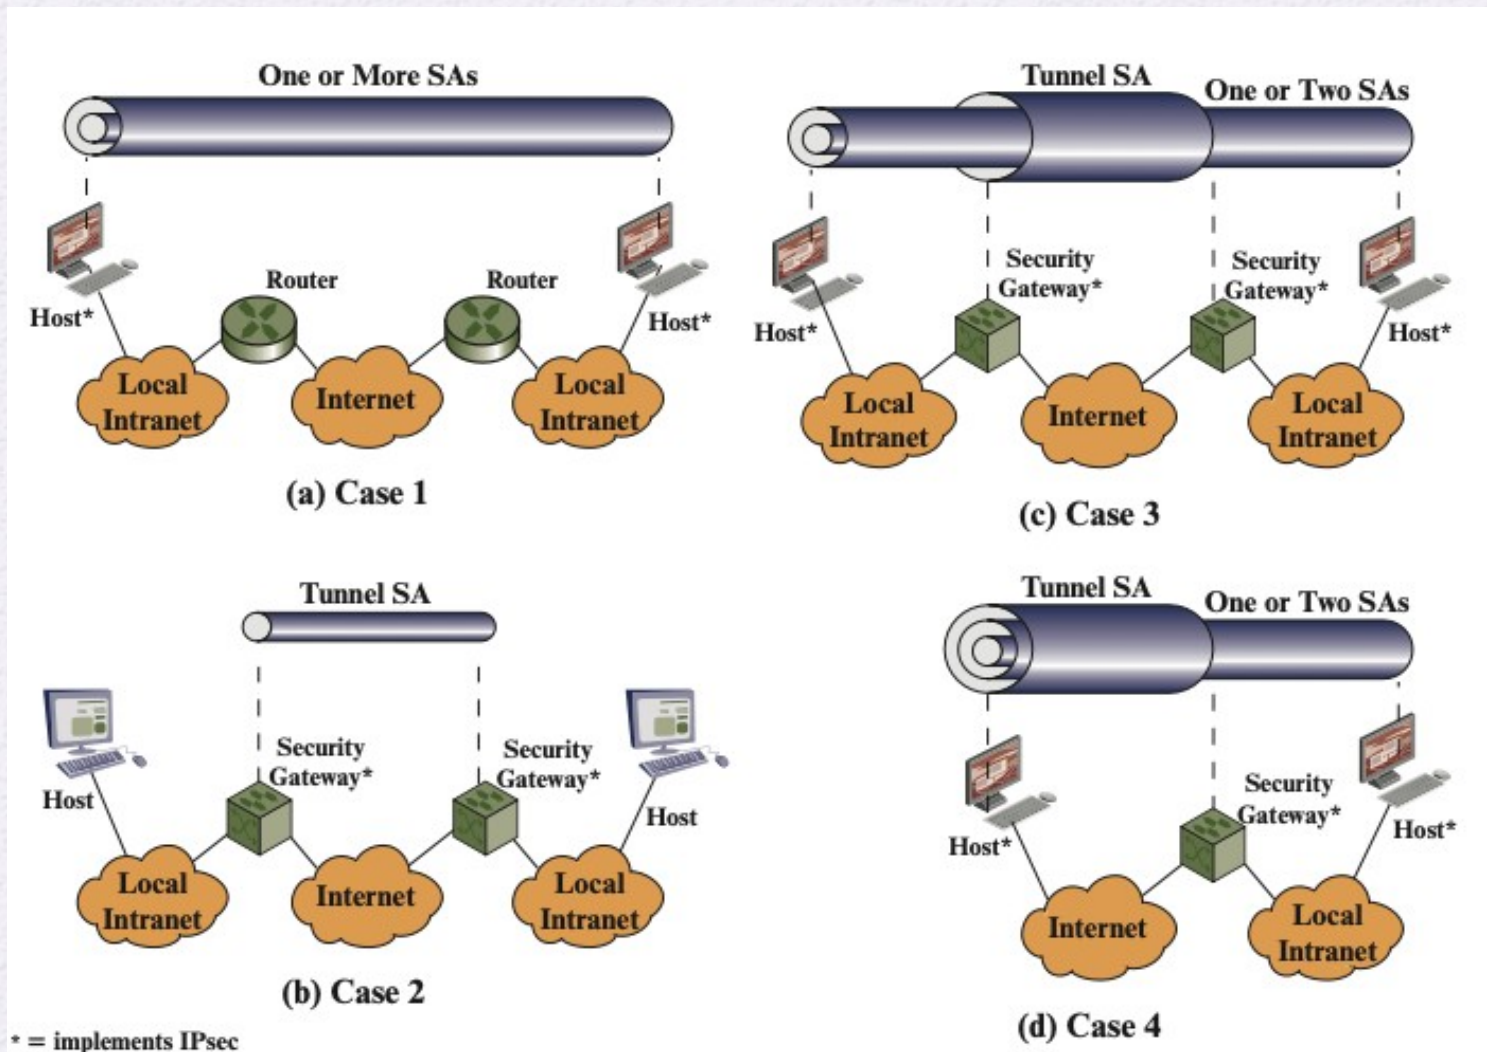 One or More SAs
Router
Router
Host*
Host*
Local
Intranet
Internet
Local
Intranet
(a) Case 1
Tunnel SA
One or Two SAs
Security
Gateway*
Security
Gateway*
Host*
Host*
Local
Intranet
Internet
Local
Intranet
(c) Case 3
Tunnel SA
Security
Gateway*
Security
Gateway*
Host
Host
Local
Intranet
Internet
Local
Intranet
(b) Case 2
Tunnel SA
One or Two SAs
Security
Gateway*
Host*
Host*
Internet
Local
Intranet
(d) Case 4
* = implements IPsec